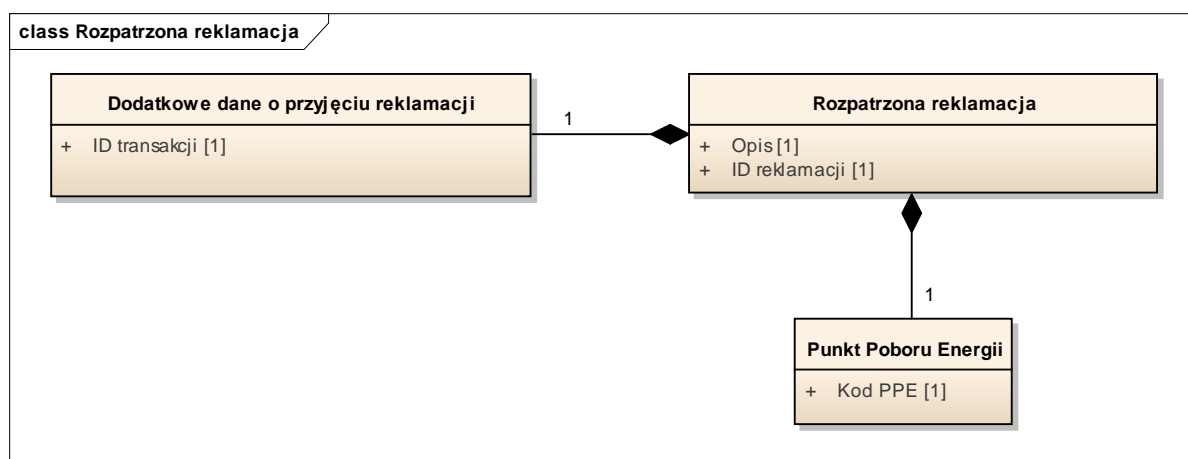 class Rozpatrzona reklamacja
Dodatkowe dane o przyjęciu reklamacji
+ ID transakcji [1]
1
Rozpatrzona reklamacja
+ Opis [1]
+ ID reklamacji [1]
1
Punkt Poboru Energii
+ Kod PPE [1]